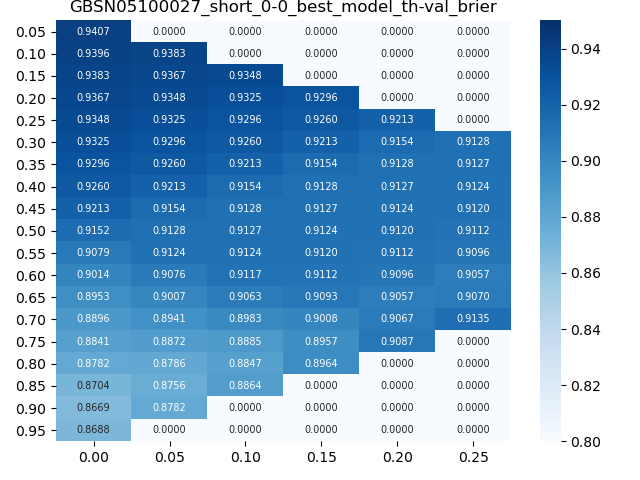 GBSN05100027_short_0-0_best_model_th-val_brier
0.05 0.9407 0.0000 0.0000 0.0000 0.0000 0.0000
0.10 0.9396 0.9383 0.0000 0.0000 0.0000 0.0000
0.15 0.9383 0.9367 0.9348 0.0000 0.0000 0.0000
0.20 0.9367 0.9348 0.9325 0.9296 0.0000 0.0000
0.25 0.9348 0.9325 0.9296 0.9260 0.9213 0.0000
0.30 0.9325 0.9296 0.9260 0.9213 0.9154 0.9128
0.35 0.9296 0.9260 0.9213 0.9154 0.9128 0.9127
0.40 0.9260 0.9213 0.9154 0.9128 0.9127 0.9124
0.45 0.9213 0.9154 0.9128 0.9127 0.9124 0.9120
0.50 0.9152 0.9128 0.9127 0.9124 0.9120 0.9112
0.55 0.9079 0.9124 0.9124 0.9120 0.9112 0.9096
0.60 0.9014 0.9076 0.9117 0.9112 0.9096 0.9057
0.65 0.8953 0.9007 0.9063 0.9093 0.9057 0.9070
0.70 0.8896 0.8941 0.8983 0.9008 0.9067 0.9135
0.75 0.8841 0.8872 0.8885 0.8957 0.9087 0.0000
0.80 0.8782 0.8786 0.8847 0.8964 0.0000 0.0000
0.85 0.8704 0.8756 0.8864 0.0000 0.0000 0.0000
0.90 0.8669 0.8782 0.0000 0.0000 0.0000 0.0000
0.95 0.8688 0.0000 0.0000 0.0000 0.0000 0.0000
0.00 0.05 0.10 0.15 0.20 0.25
0.94
0.92
0.90
0.88
0.86
0.84
0.82
0.80